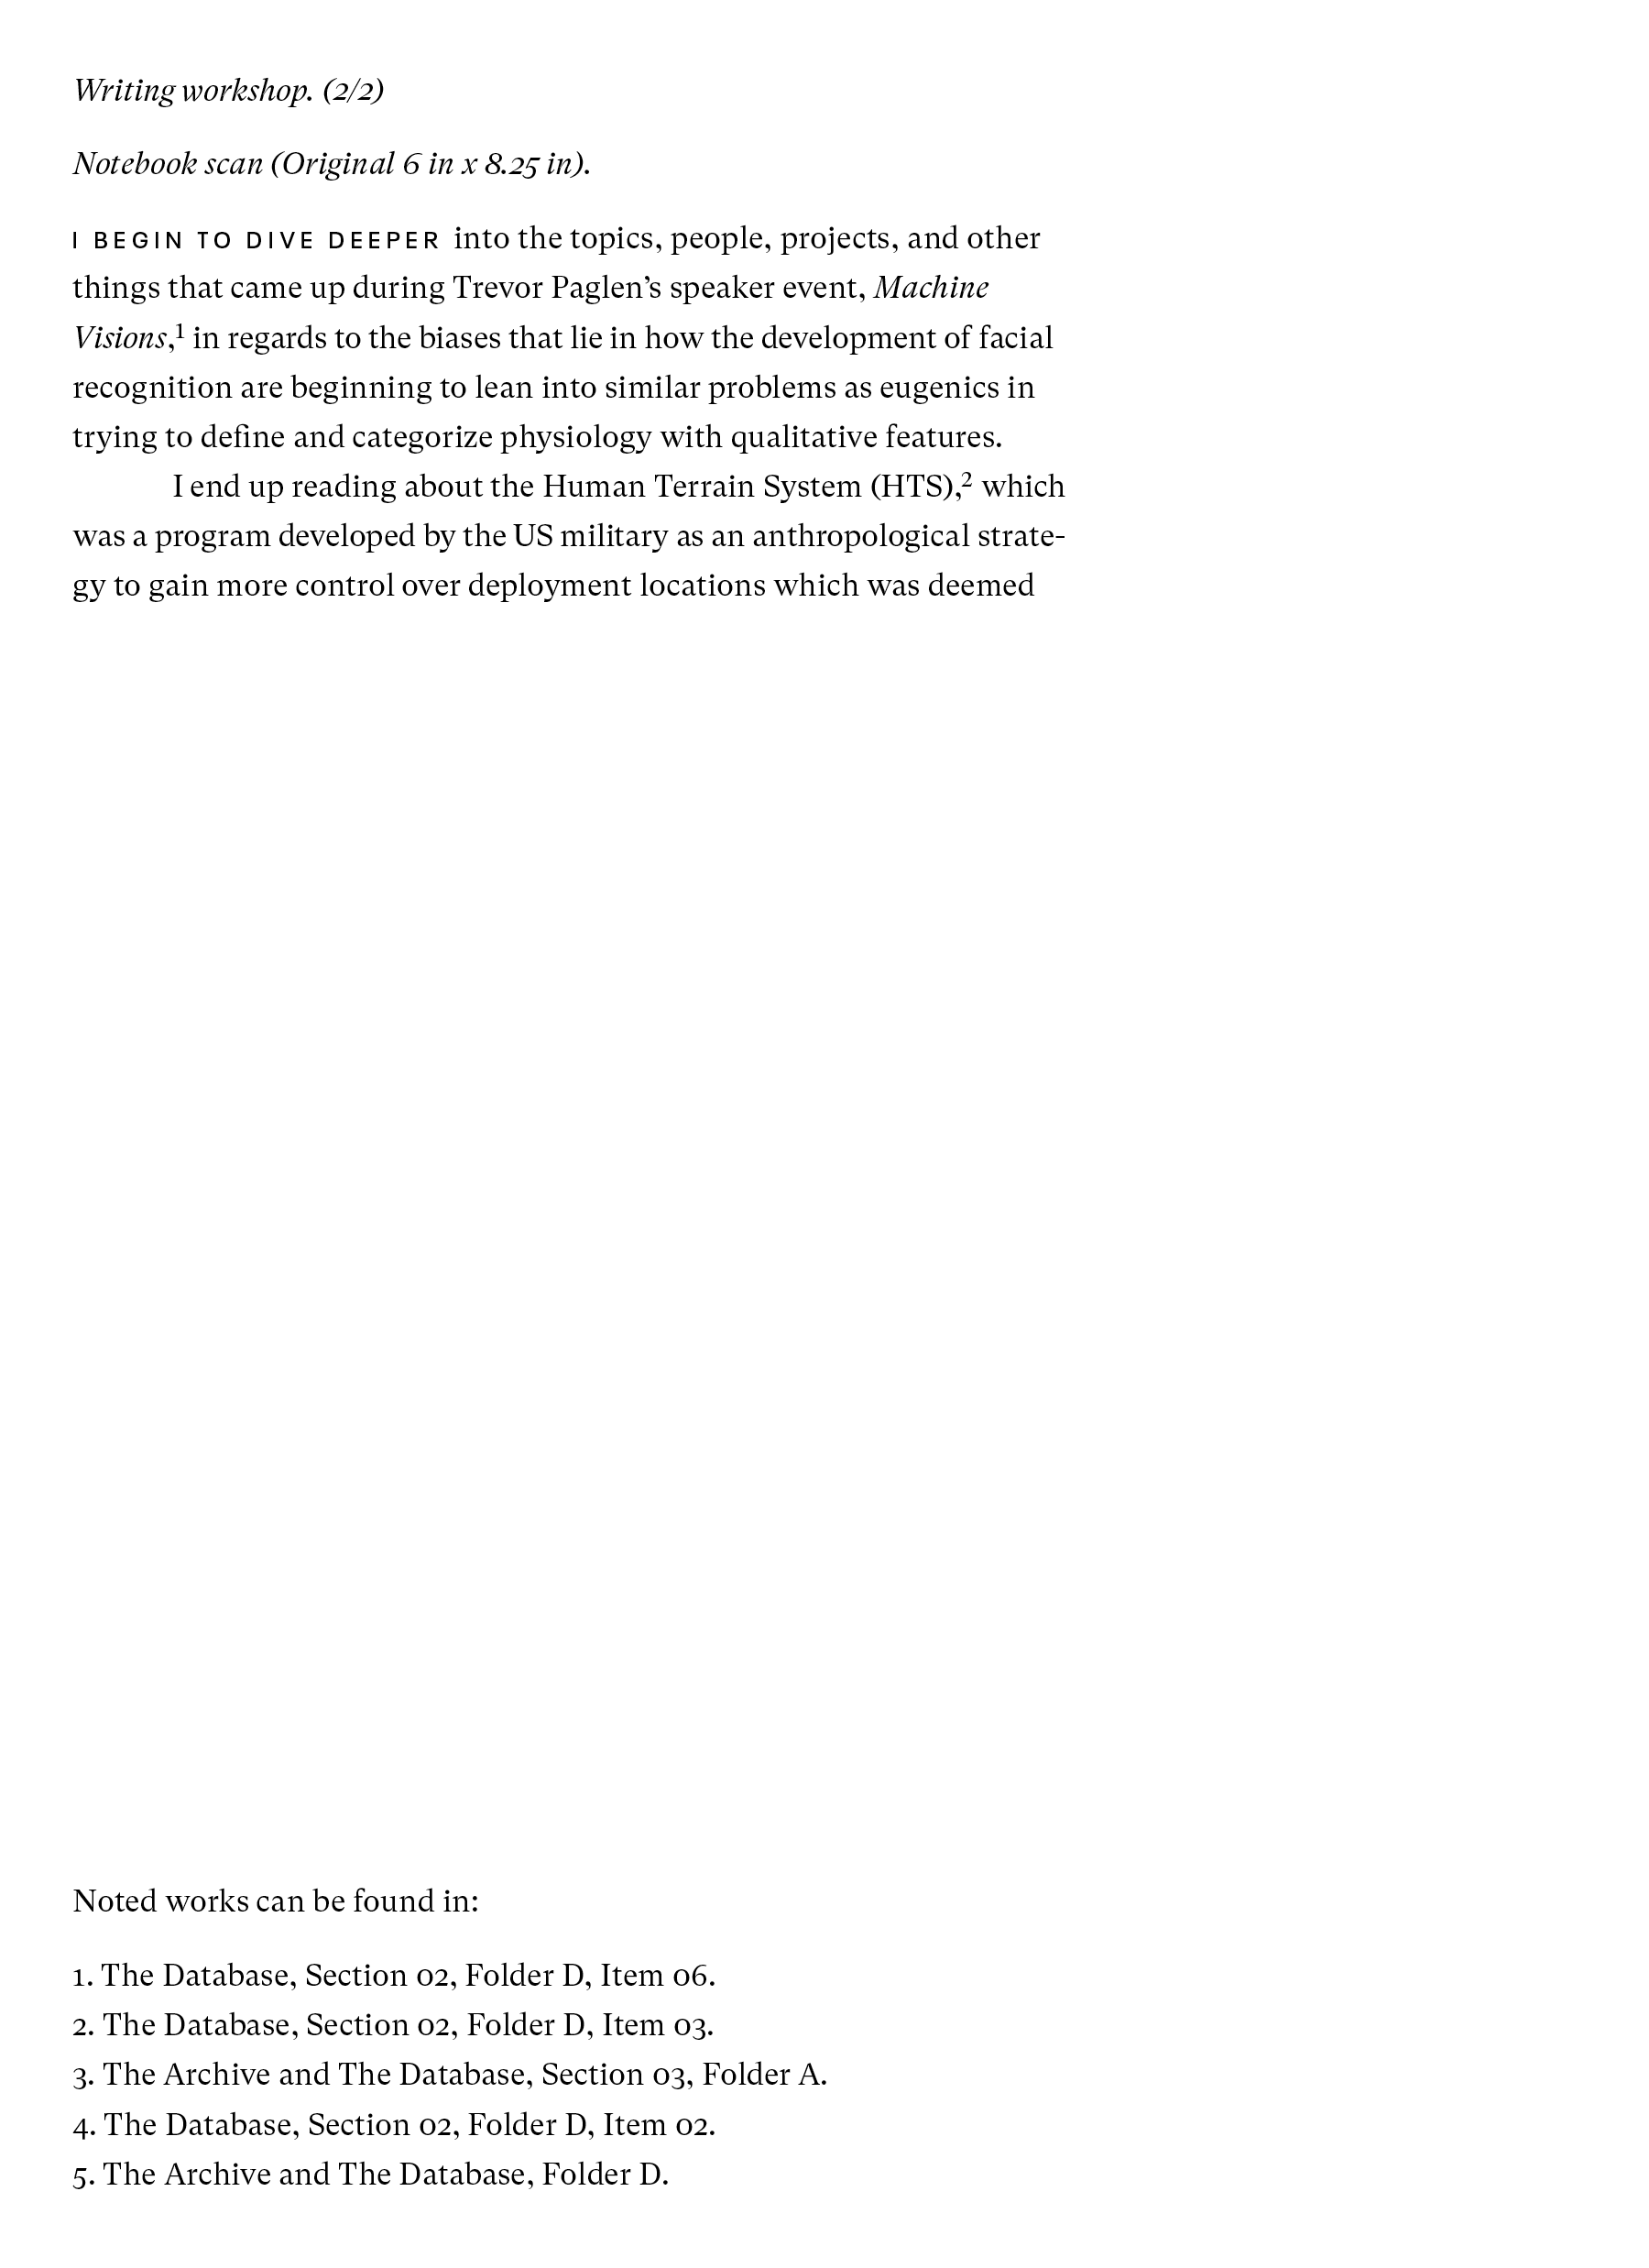 Writing workshop. (2/2)
Notebook scan (Original 6 in x 8.25 in).
I BEGIN TO DIVE DEEPER into the topics, people, projects, and other
things that came up during Trevor Paglen’s speaker event, Machine
Visions,¹ in regards to the biases that lie in how the development of facial
recognition are beginning to lean into similar problems as eugenics in
trying to define and categorize physiology with qualitative features.
I end up reading about the Human Terrain System (HTS),² which
was a program developed by the US military as an anthropological strate-
gy to gain more control over deployment locations which was deemed
Noted works can be found in:
1. The Database, Section 02, Folder D, Item 06.
2. The Database, Section 02, Folder D, Item 03.
3. The Archive and The Database, Section 03, Folder A.
4. The Database, Section 02, Folder D, Item 02.
5. The Archive and The Database, Folder D.